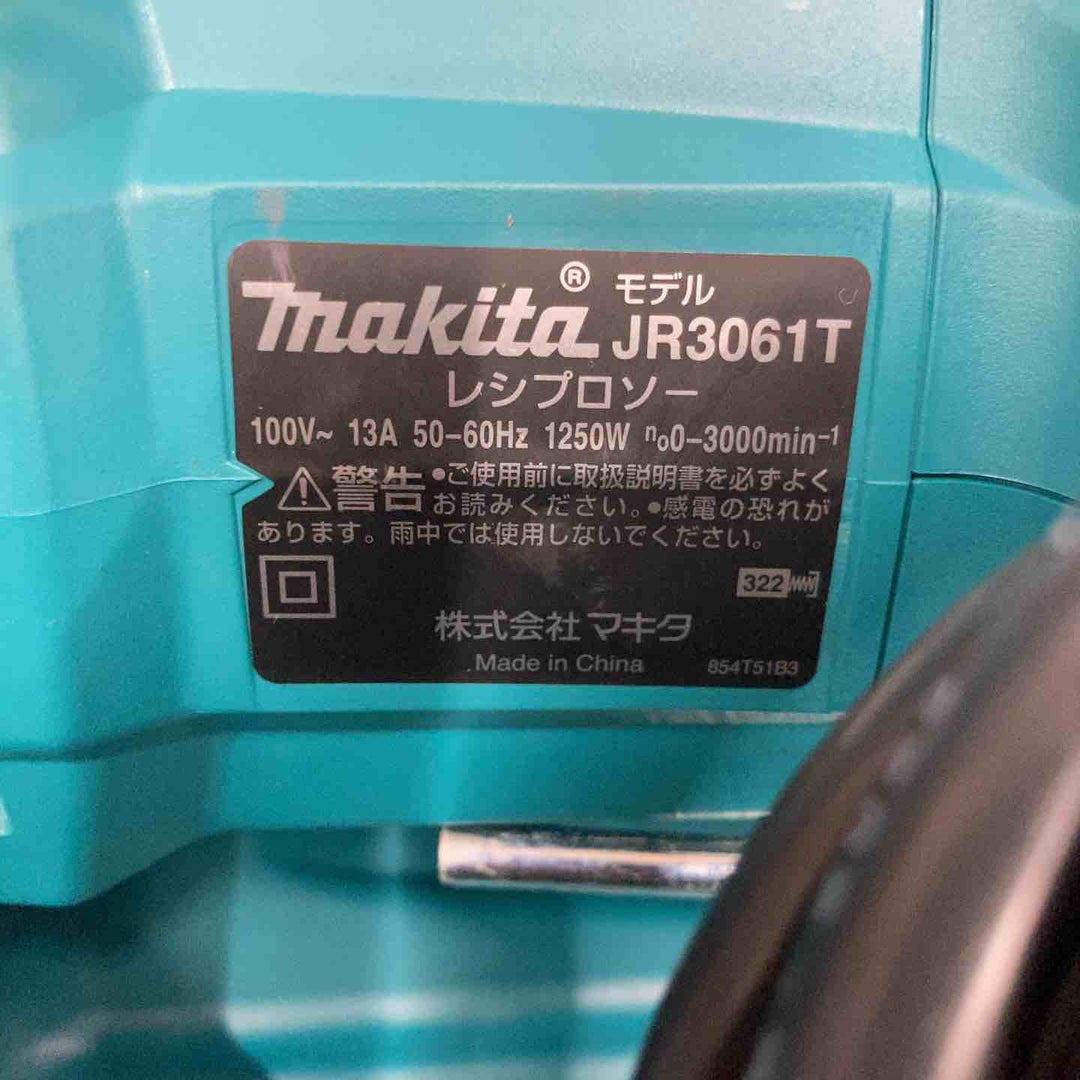 makita® モデル
JR3061T
レシプロソー
100V~ 13A 50-60Hz 1250W n₀0-3000min⁻¹
警告 •ご使用前に取扱説明書を必ずよく
お読みください。•感電の恐れが
あります。雨中では使用しないでください。
322
株式会社 マキタ
Made in China 854T51B3